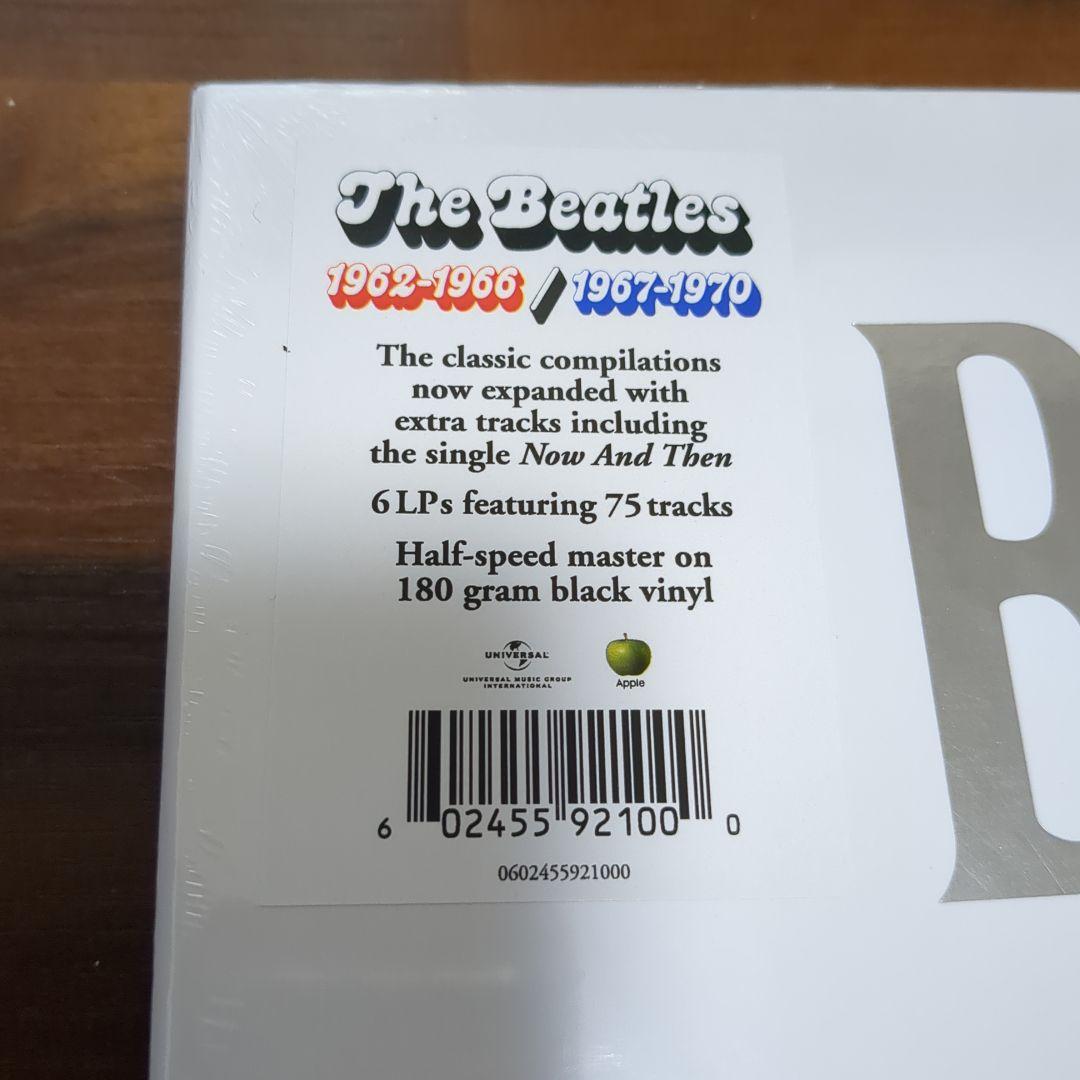 The Beatles
1962-1966 / 1967-1970
The classic compilations
now expanded with
extra tracks including
the single Now And Then
6 LPs featuring 75 tracks
Half-speed master on
180 gram black vinyl
UNIVERSAL
UNIVERSAL MUSIC GROUP
INTERNATIONAL
Apple
6 02455 92100 0
0602455921000
B